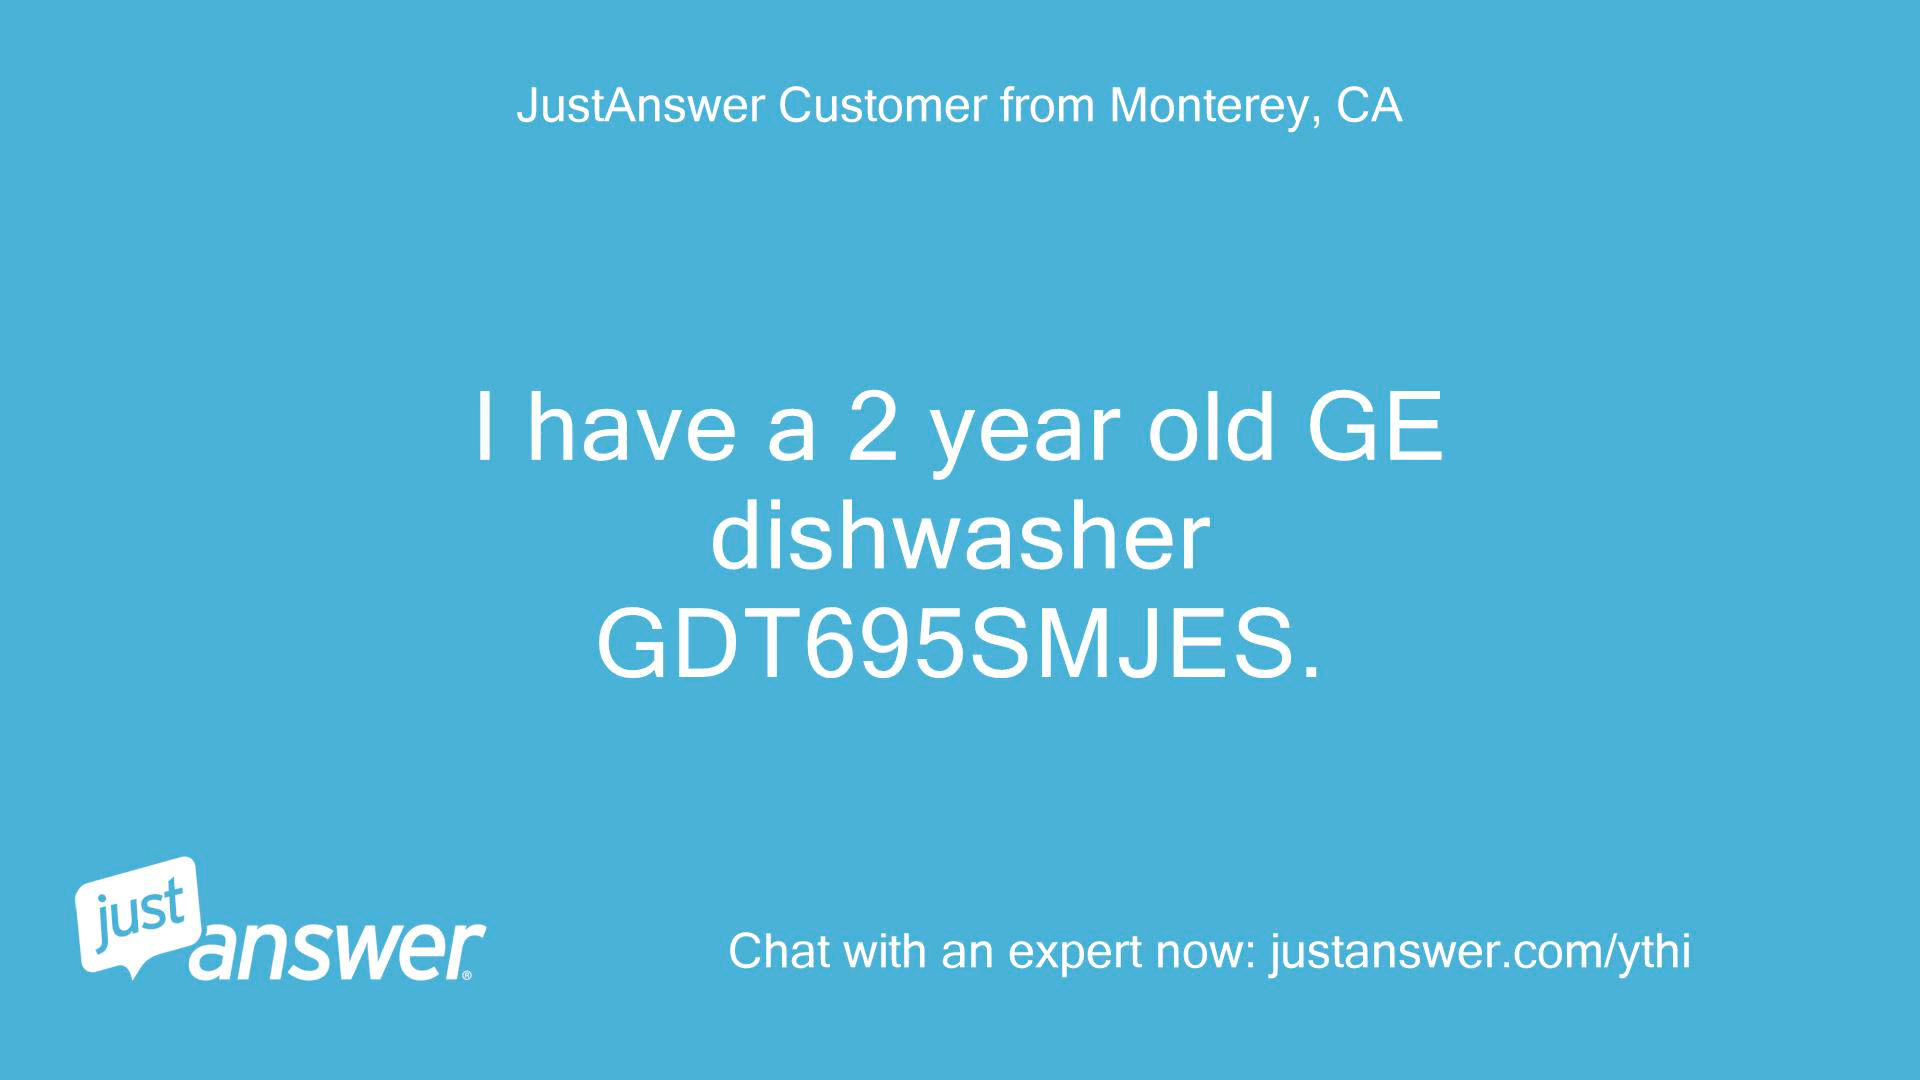 JustAnswer Customer from Monterey, CA
I have a 2 year old GE
dishwasher
GDT695SMJES.
just
answer®
Chat with an expert now: justanswer.com/ythi